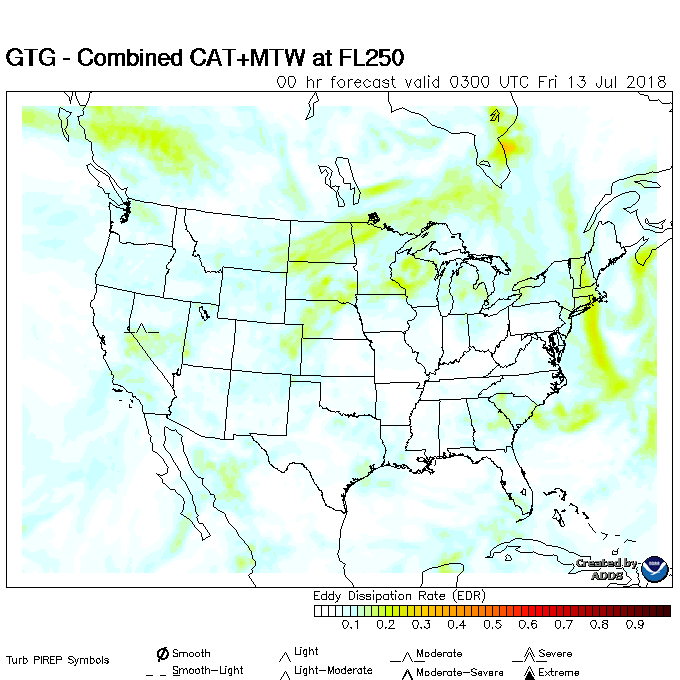 GTG - Combined CAT+MTW at FL250
00 hr forecast valid 0300 UTC Fri 13 Jul 2018
Created by
ADDS
Eddy Dissipation Rate (EDR)
0.1 0.2 0.3 0.4 0.5 0.6 0.7 0.8 0.9
Turb PIREP Symbols
Smooth Light Moderate Severe
Smooth-Light Light-Moderate Moderate-Severe Extreme